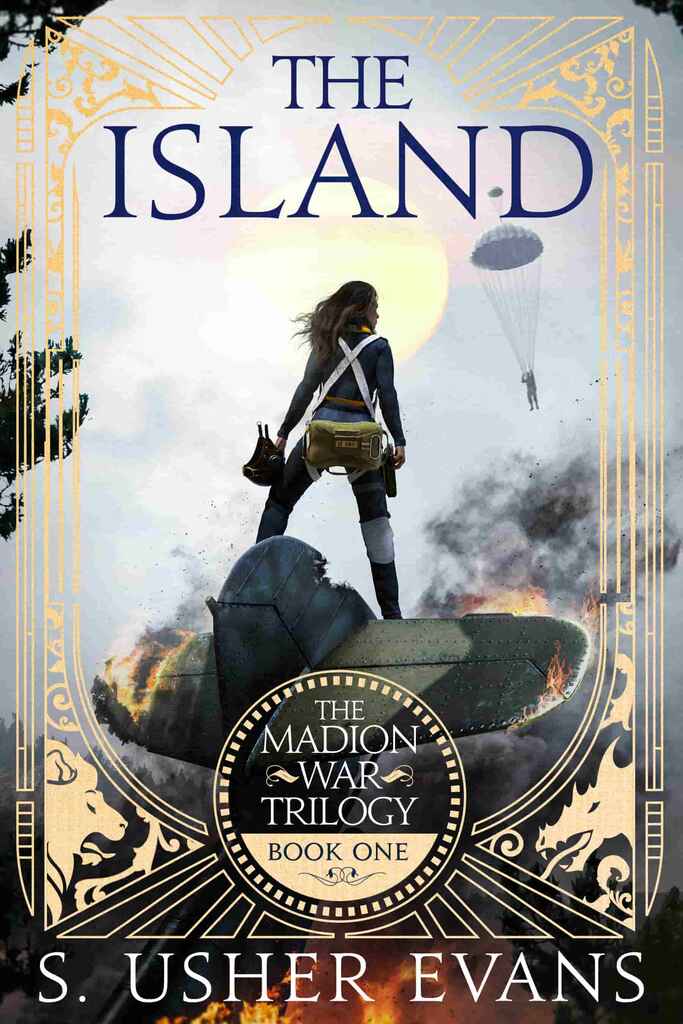 THE
ISLAND
THE
MADION
WAR
TRILOGY
BOOK ONE
S. USHER EVANS